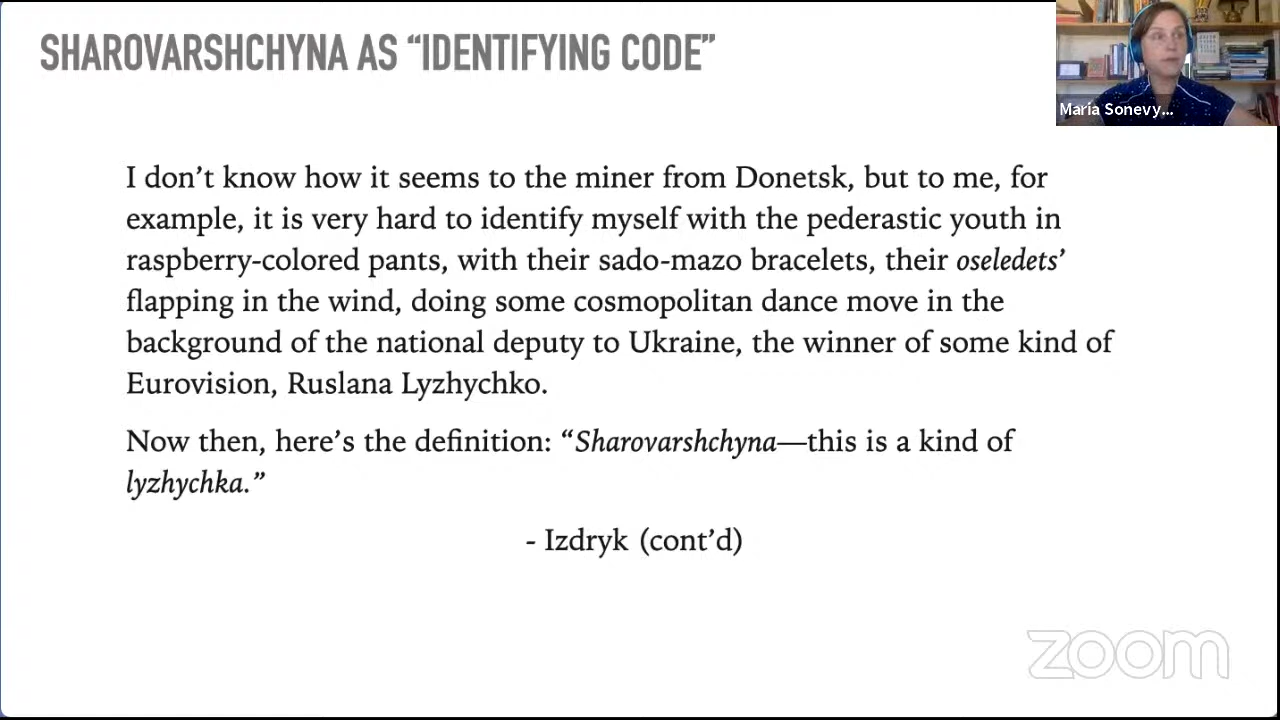 SHAROVARSHCHYNA AS “IDENTIFYING CODE”
Maria Sonevy...
I don’t know how it seems to the miner from Donetsk, but to me, for
example, it is very hard to identify myself with the pederastic youth in
raspberry-colored pants, with their sado-mazo bracelets, their oseledets’
flapping in the wind, doing some cosmopolitan dance move in the
background of the national deputy to Ukraine, the winner of some kind of
Eurovision, Ruslana Lyzhychko.
Now then, here’s the definition: “Sharovarshchyna—this is a kind of
lyzhychka.”
- Izdryk (cont’d)
zoom